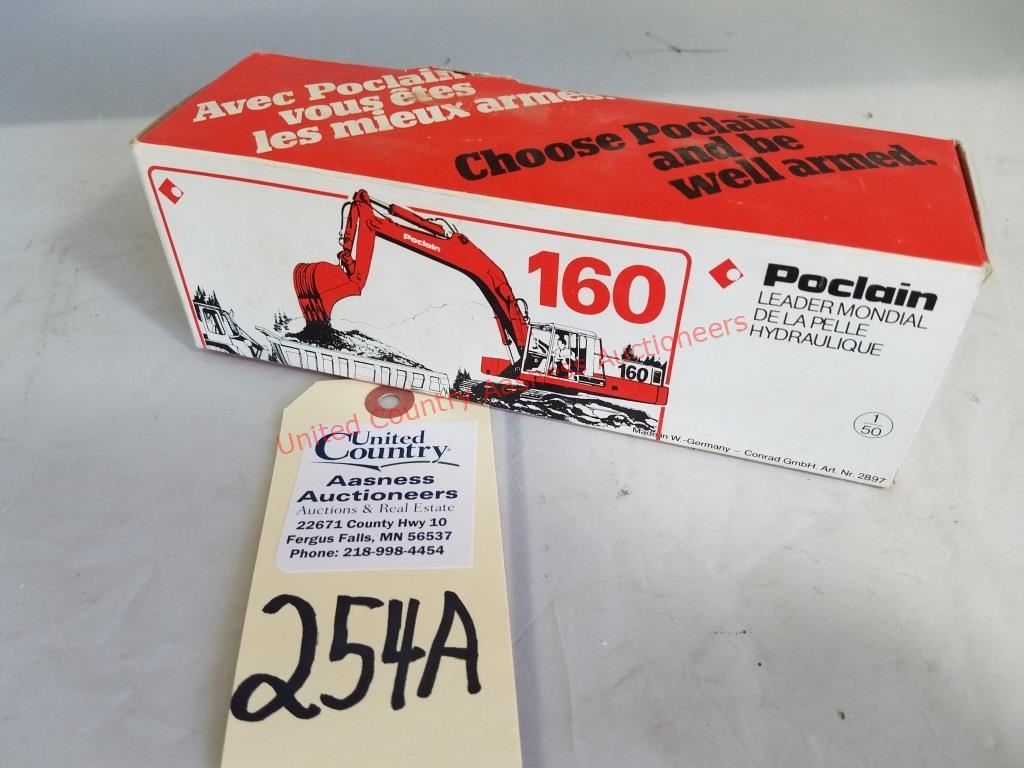 Avec Poclain
vous êtes
les mieux armés.
Choose Poclain
and be
well armed.
Poclain
160
160
Poclain
LEADER MONDIAL
DE LA PELLE
HYDRAULIQUE
1
50
Made in W.-Germany – Conrad GmbH. Art. Nr. 2897
United Country Aasness Auctioneers
United
Country
Aasness
Auctioneers
Auctions & Real Estate
22671 County Hwy 10
Fergus Falls, MN 56537
Phone: 218-998-4454
254A